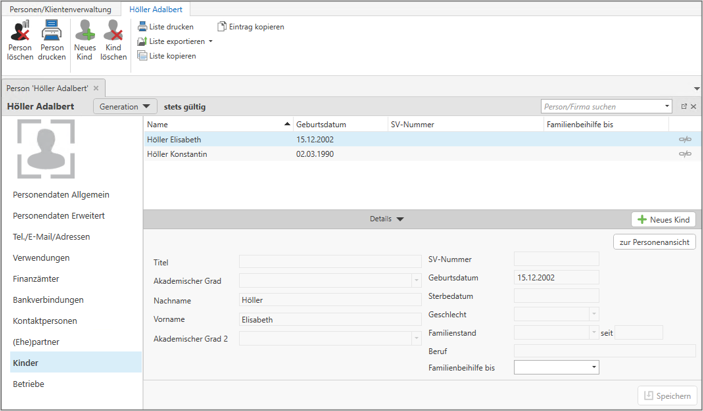 Personen/Klientenverwaltung Höller Adalbert
Person löschen
Person drucken
Neues Kind
Kind löschen
Liste drucken
Liste exportieren
Liste kopieren
Eintrag kopieren
Person 'Höller Adalbert'
Höller Adalbert Generation stets gültig Person/Firma suchen
Name Geburtsdatum SV-Nummer Familienbeihilfe bis
Höller Elisabeth 15.12.2002
Höller Konstantin 02.03.1990
Personendaten Allgemein
Personendaten Erweitert
Tel./E-Mail/Adressen
Verwendungen
Finanzämter
Bankverbindungen
Kontaktpersonen
(Ehe)partner
Kinder
Betriebe
Details Neues Kind
zur Personenansicht
Titel
Akademischer Grad
Nachname Höller
Vorname Elisabeth
Akademischer Grad 2
SV-Nummer
Geburtsdatum 15.12.2002
Sterbedatum
Geschlecht
Familienstand seit
Beruf
Familienbeihilfe bis
Speichern